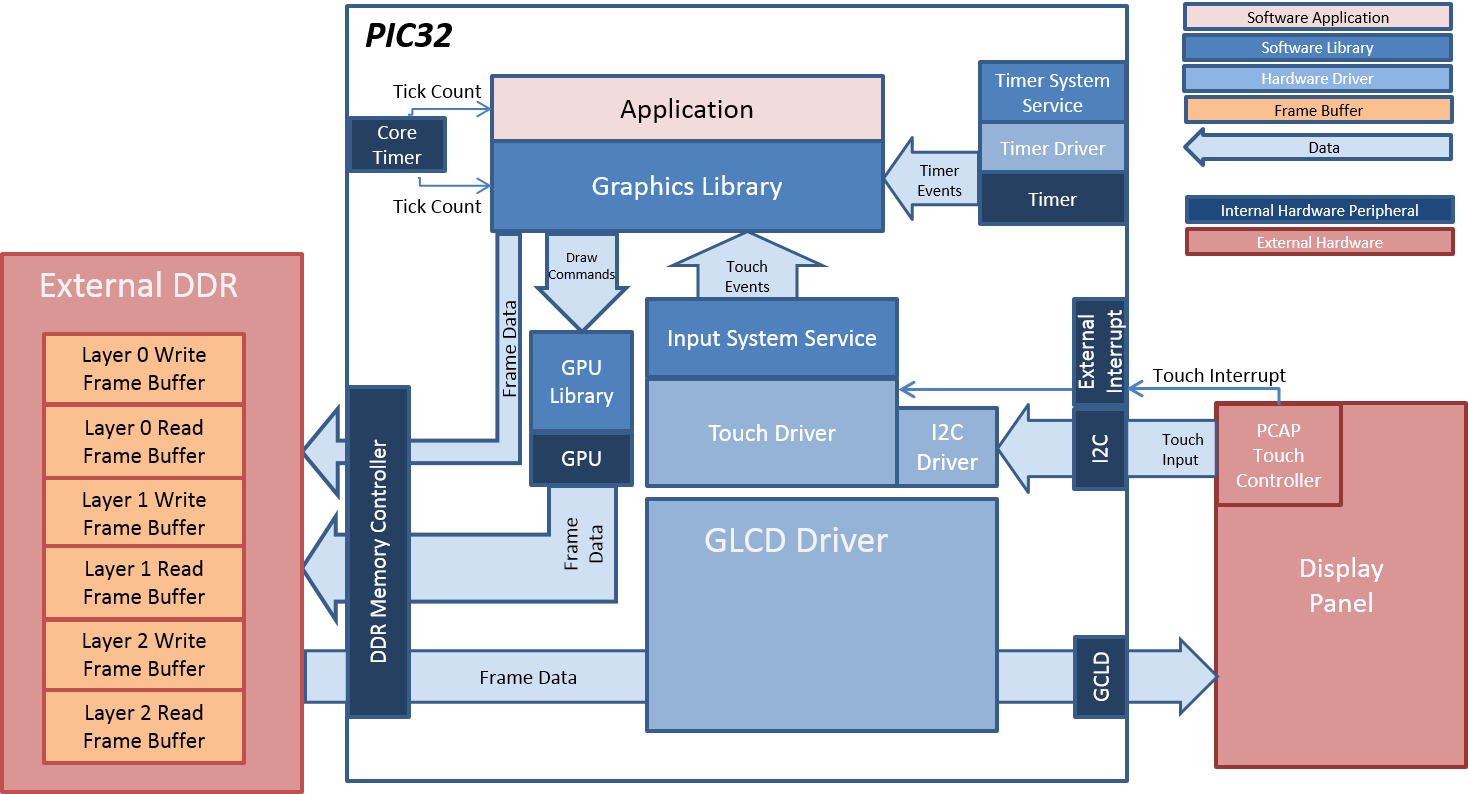 PIC32
Software Application
Software Library
Hardware Driver
Frame Buffer
Data
Internal Hardware Peripheral
External Hardware
Tick Count
Core
Timer
Tick Count
Application
Graphics Library
Timer System
Service
Timer Driver
Timer
Timer
Events
External DDR
Layer 0 Write
Frame Buffer
Layer 0 Read
Frame Buffer
Layer 1 Write
Frame Buffer
Layer 1 Read
Frame Buffer
Layer 2 Write
Frame Buffer
Layer 2 Read
Frame Buffer
DDR Memory Controller
Frame Data
Draw
Commands
GPU
Library
GPU
Frame
Data
Touch
Events
Input System Service
Touch Driver
I2C
Driver
External
Interrupt
I2C
Touch Interrupt
Touch
Input
PCAP
Touch
Controller
Display
Panel
GLCD Driver
Frame Data
GCLD